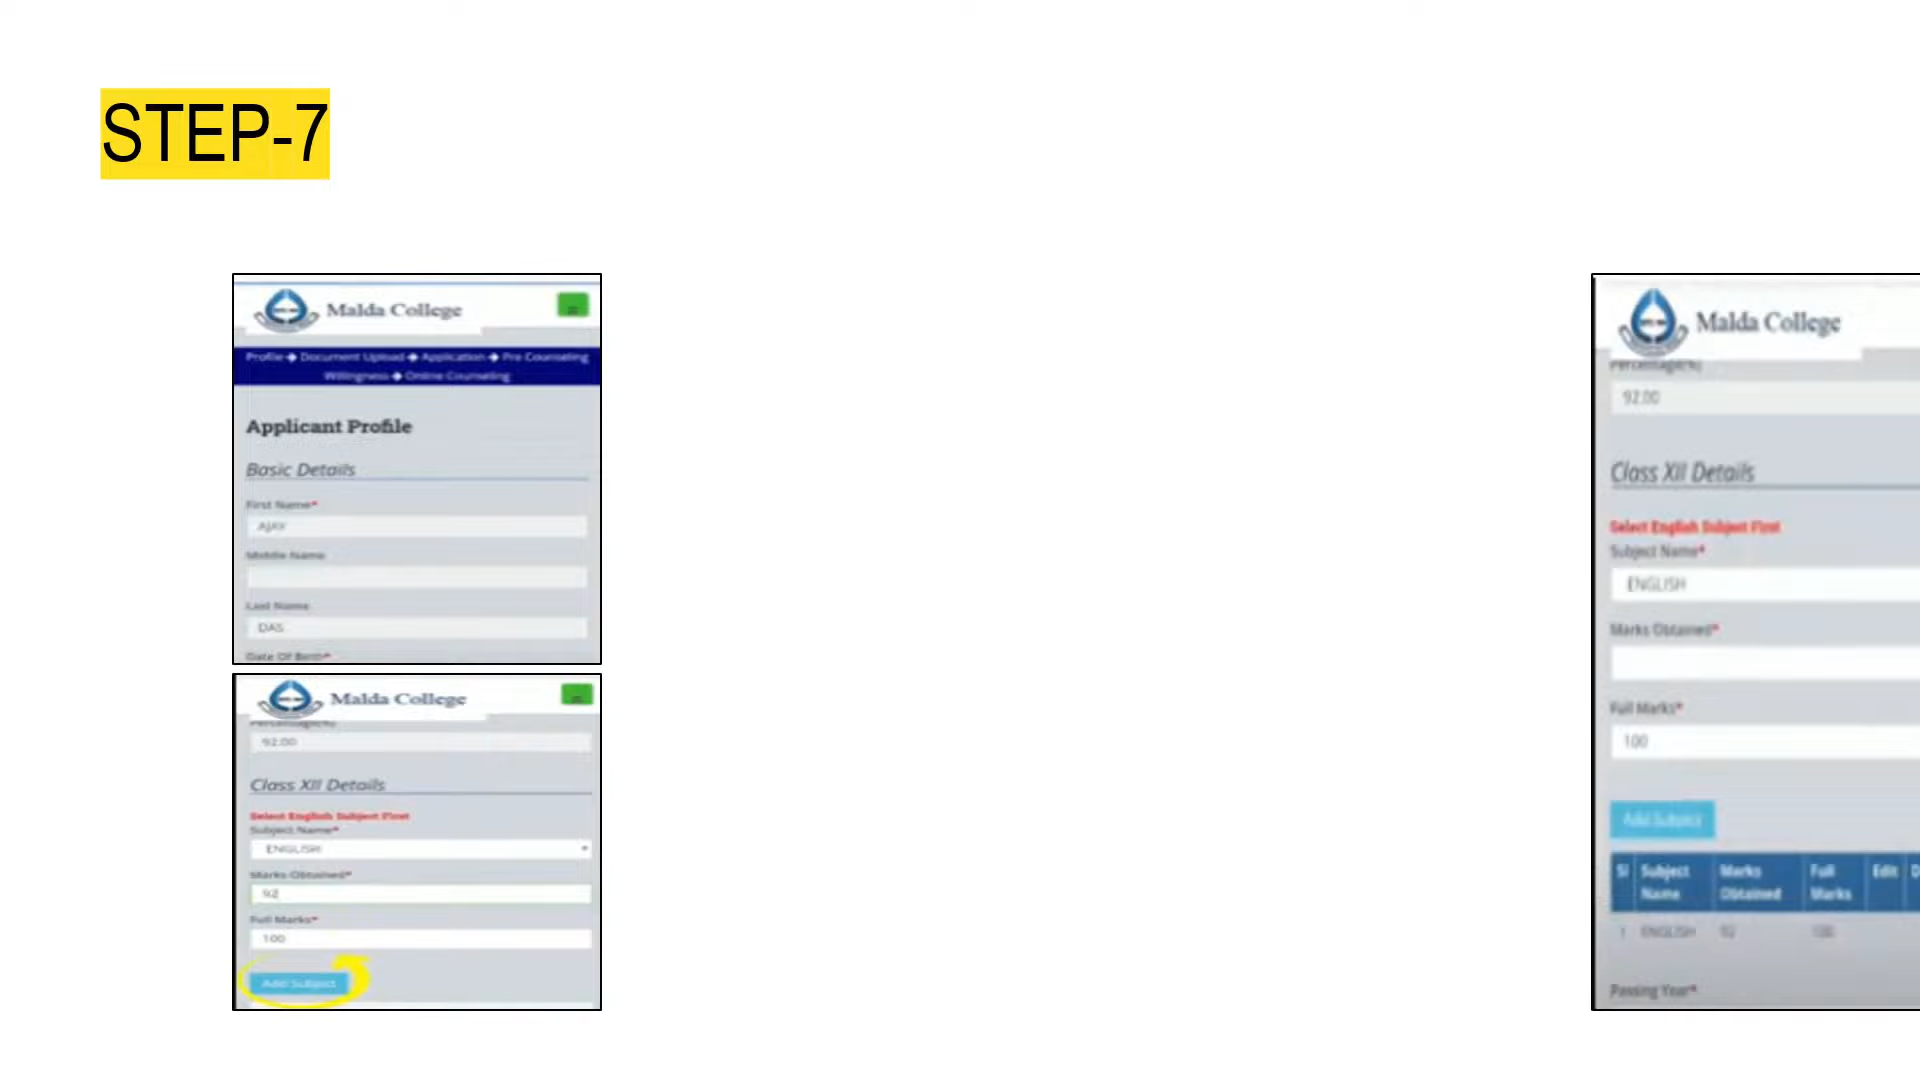 STEP-7
Malda College
Profile ➔ Document Upload ➔ Application ➔ Pre Counseling
Willingness ➔ Online Counseling
Applicant Profile
Basic Details
First Name*
AJAY
Middle Name
Last Name
DAS
Date Of Birth*
Malda College
Percentage(%)
92.00
Class XII Details
Select English Subject First
Subject Name*
ENGLISH
Marks Obtained*
92
Full Marks*
100
Add Subject
Malda College
Percentage(%)
92.00
Class XII Details
Select English Subject First
Subject Name*
ENGLISH
Marks Obtained*
Full Marks*
100
Add Subject
Sl Subject Name Marks Obtained Full Marks Edit D
1 ENGLISH 92 100
Passing Year*